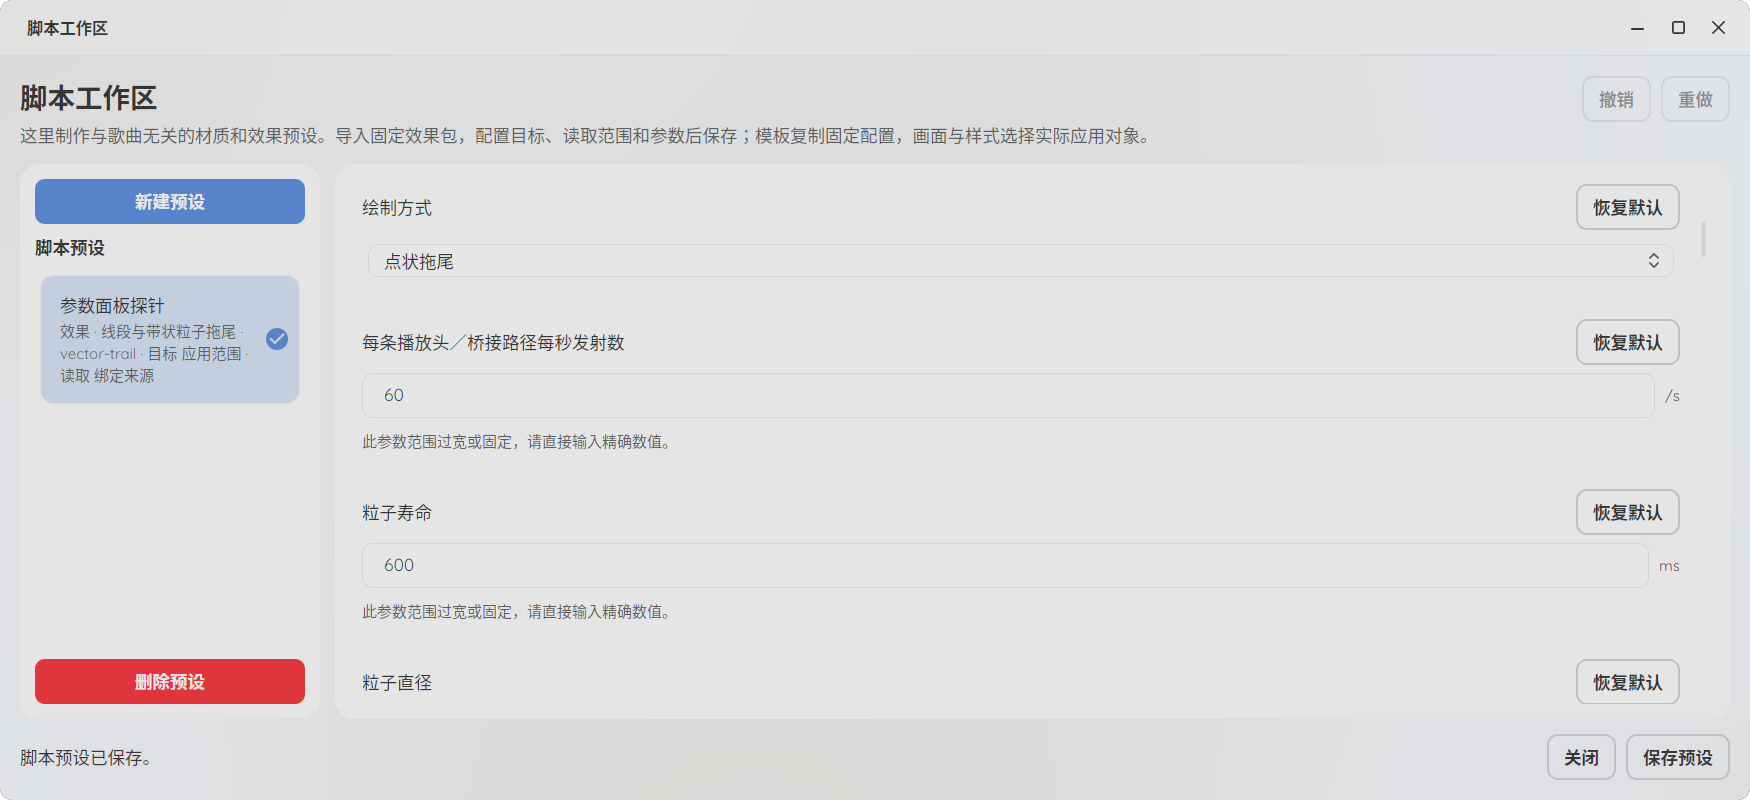 脚本工作区
脚本工作区
撤销
重做
这里制作与歌曲无关的材质和效果预设。导入固定效果包，配置目标、读取范围和参数后保存；模板复制固定配置，画面与样式选择实际应用对象。
新建预设
脚本预设
参数面板探针
效果 · 线段与带状粒子拖尾 ·
vector-trail · 目标 应用范围 ·
读取 绑定来源
删除预设
绘制方式
恢复默认
点状拖尾
每条播放头／桥接路径每秒发射数
恢复默认
60
/s
此参数范围过宽或固定，请直接输入精确数值。
粒子寿命
恢复默认
600
ms
此参数范围过宽或固定，请直接输入精确数值。
粒子直径
恢复默认
脚本预设已保存。
关闭
保存预设